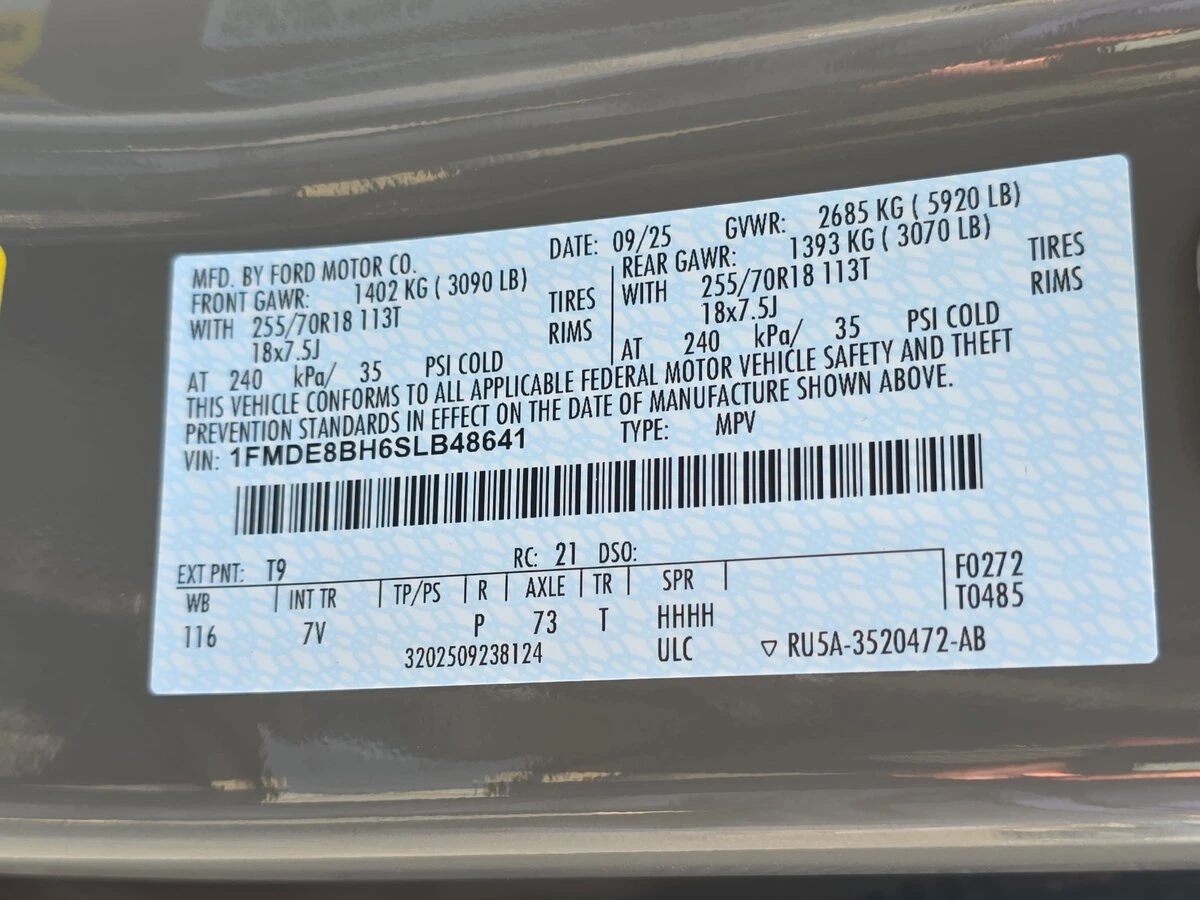 MFD. BY FORD MOTOR CO. DATE: 09/25 GVWR: 2685 KG ( 5920 LB)
FRONT GAWR: 1402 KG ( 3090 LB) REAR GAWR: 1393 KG ( 3070 LB)
WITH 255/70R18 113T TIRES WITH 255/70R18 113T TIRES
18x7.5J RIMS 18x7.5J RIMS
AT 240 kPa/ 35 PSI COLD AT 240 kPa/ 35 PSI COLD
THIS VEHICLE CONFORMS TO ALL APPLICABLE FEDERAL MOTOR VEHICLE SAFETY AND THEFT
PREVENTION STANDARDS IN EFFECT ON THE DATE OF MANUFACTURE SHOWN ABOVE.
VIN: 1FMDE8BH6SLB48641 TYPE: MPV
EXT PNT: T9 RC: 21 DSO:
WB INT TR TP/PS R AXLE TR SPR F0272
116 7V P 73 T HHHH T0485
3202509238124 ULC ▽ RU5A-3520472-AB